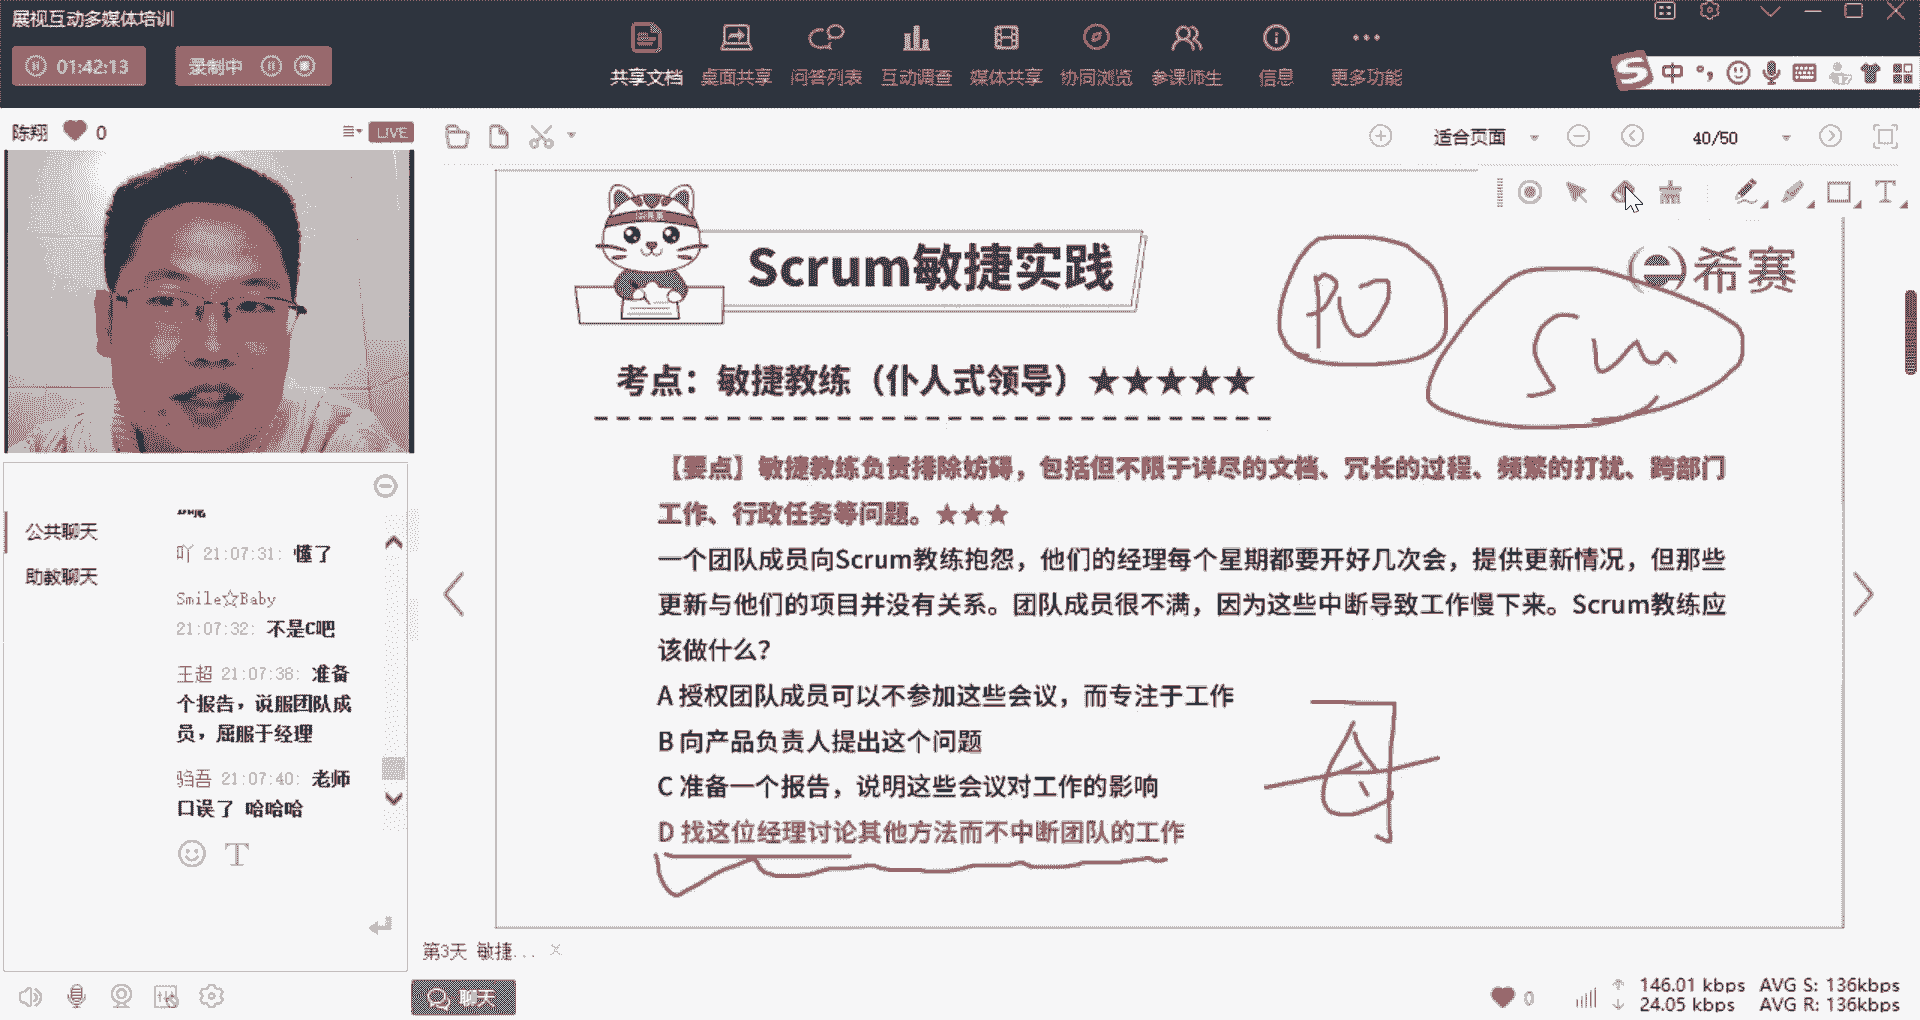 展视互动多媒体培训
01:42:13
录制中
共享文档
桌面共享
问答列表
互动调查
媒体共享
协同浏览
参课师生
信息
更多功能
中
陈翔
0
LIVE
适合页面
40/50
公共聊天
助教聊天
吖 21:07:31: 懂了
Smile☆Baby
21:07:32: 不是C吧
王超 21:07:38: 准备
个报告，说服团队成
员，屈服于经理
驺吾 21:07:40: 老师
口误了 哈哈哈
Scrum敏捷实践
PO
希赛
Sm
考点：敏捷教练（仆人式领导）★★★★★
【要点】敏捷教练负责排除妨碍，包括但不限于详尽的文档、冗长的过程、频繁的打扰、跨部门
工作、行政任务等问题。★★★
一个团队成员向Scrum教练抱怨，他们的经理每个星期都要开好几次会，提供更新情况，但那些
更新与他们的项目并没有关系。团队成员很不满，因为这些中断导致工作慢下来。Scrum教练应
该做什么？
A 授权团队成员可以不参加这些会议，而专注于工作
B 向产品负责人提出这个问题
C 准备一个报告，说明这些会议对工作的影响
D 找这位经理讨论其他方法而不中断团队的工作
第3天 敏捷...
聊天
0
146.01 kbps AVG S: 136kbps
24.05 kbps AVG R: 136kbps